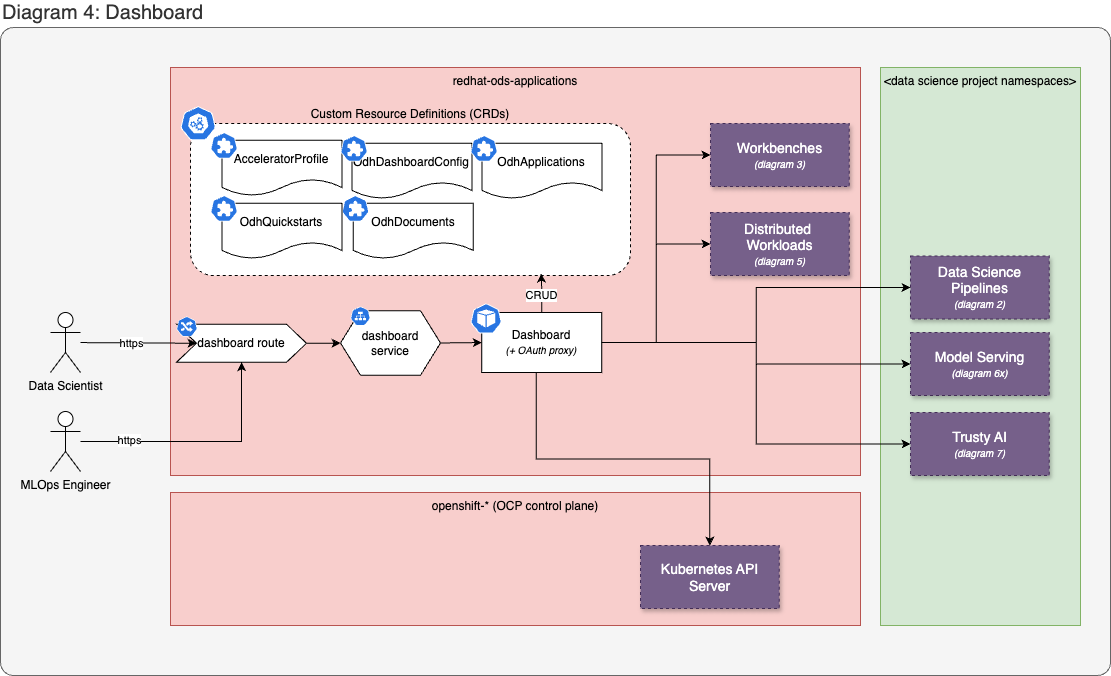 Diagram 4: Dashboard
redhat-ods-applications
<data science project namespaces>
Custom Resource Definitions (CRDs)
AcceleratorProfile
OdhDashboardConfig
OdhApplications
OdhQuickstarts
OdhDocuments
Workbenches
(diagram 3)
Distributed
Workloads
(diagram 5)
Data Science
Pipelines
(diagram 2)
CRUD
Data Scientist
https
dashboard route
dashboard
service
Dashboard
(+ OAuth proxy)
Model Serving
(diagram 6x)
MLOps Engineer
https
Trusty AI
(diagram 7)
openshift-* (OCP control plane)
Kubernetes API
Server